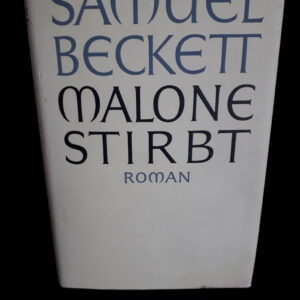 SAMUEL
BECKETT
MALONE
STIRBT
ROMAN